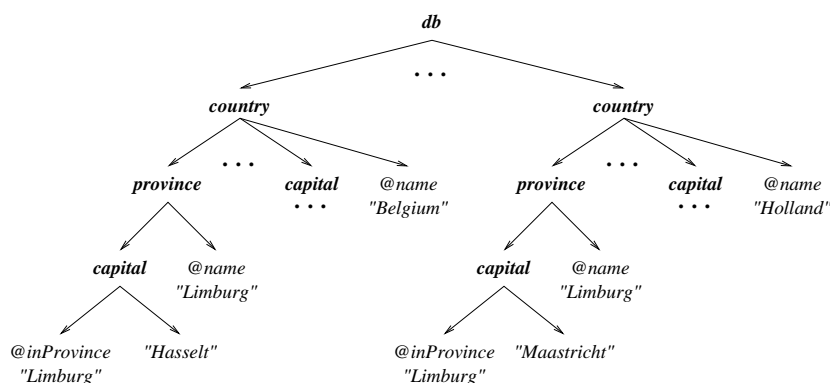 db
. . .
country country
. . . . . .
province capital @name province capital @name
. . . "Belgium" . . . "Holland"
capital @name capital @name
"Limburg" "Limburg"
@inProvince "Hasselt" @inProvince "Maastricht"
"Limburg" "Limburg"